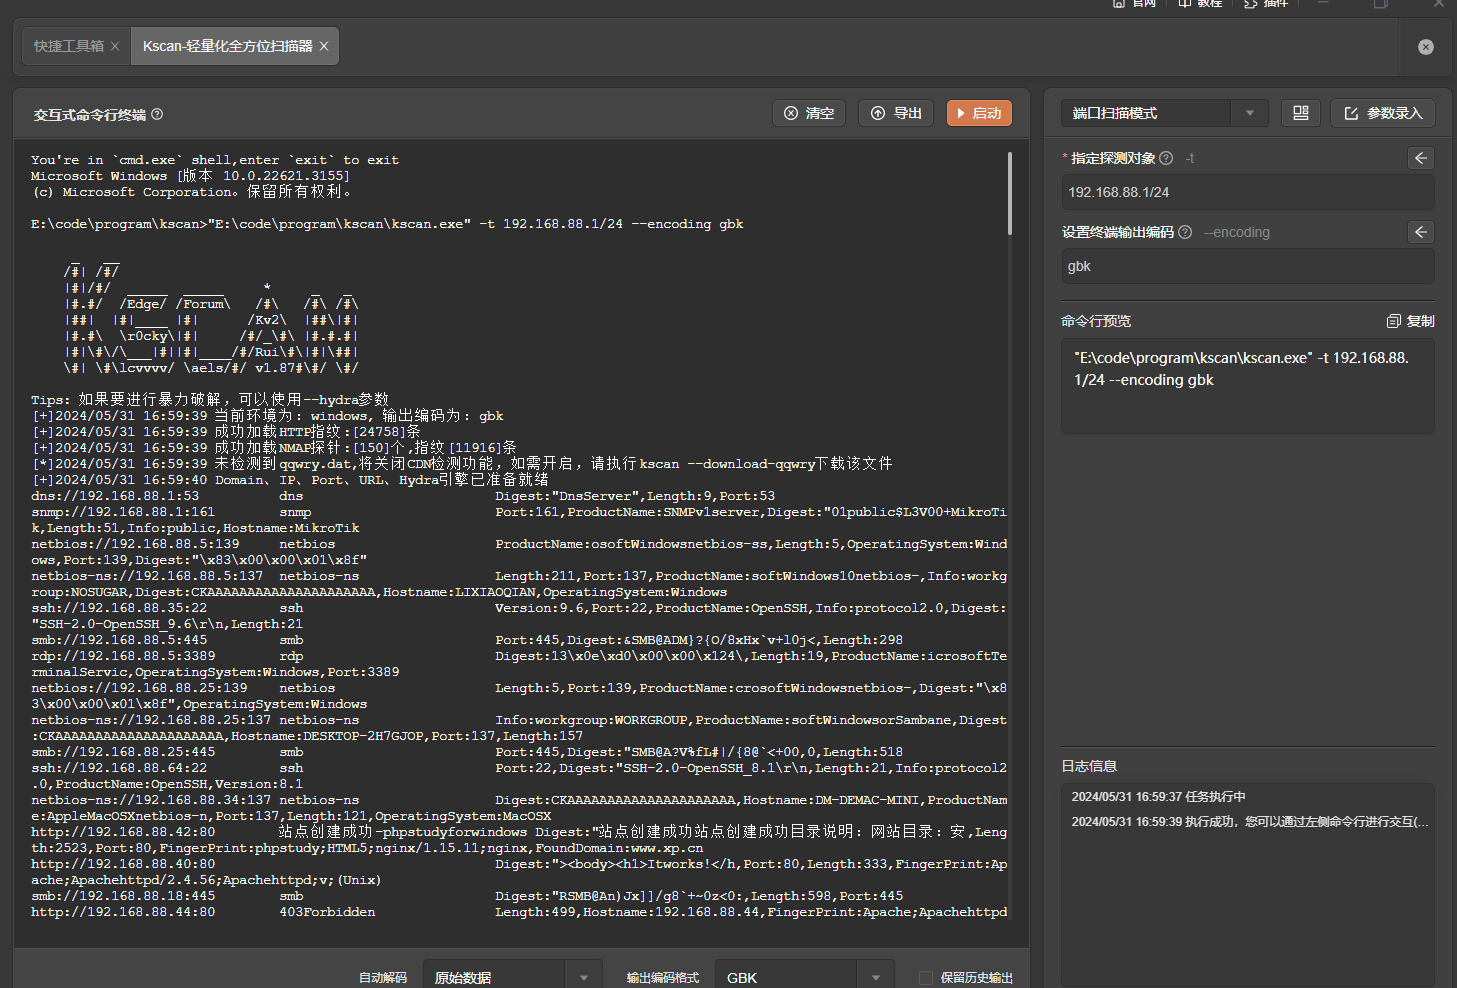 官网 教程 插件
快捷工具箱
Kscan-轻量化全方位扫描器
交互式命令行终端
清空 导出 启动
You're in `cmd.exe` shell,enter `exit` to exit
Microsoft Windows [版本 10.0.22621.3155]
(c) Microsoft Corporation。保留所有权利。
E:\code\program\kscan>"E:\code\program\kscan\kscan.exe" -t 192.168.88.1/24 --encoding gbk
     _   __
    /#| /#/
    |#|/#/   _____  _____     *     _   _
    |#.#/   /Edge/ /Forum\   /#\   /#\ /#\
    |##|   |#|____ |#|      /Kv2\  |##\|#|
    |#.#\   \r0cky\|#|     /#/_\#\ |#.#.#|
    |#|\#\/\___|#||#|____/#/Rui\#\|#|\##|
    \#| \#\lcvvvv/ \aels/#/ v1.87#\#/ \#/
Tips: 如果要进行暴力破解，可以使用--hydra参数
[+]2024/05/31 16:59:39 当前环境为：windows, 输出编码为：gbk
[+]2024/05/31 16:59:39 成功加载HTTP指纹:[24758]条
[+]2024/05/31 16:59:39 成功加载NMAP探针:[150]个,指纹[11916]条
[*]2024/05/31 16:59:39 未检测到qqwry.dat,将关闭CDN检测功能，如需开启，请执行kscan --download-qqwry下载该文件
[+]2024/05/31 16:59:40 Domain、IP、Port、URL、Hydra引擎已准备就绪
dns://192.168.88.1:53 dns Digest:"DnsServer",Length:9,Port:53
snmp://192.168.88.1:161 snmp Port:161,ProductName:SNMPv1server,Digest:"01public$L3V00+MikroTi
k,Length:51,Info:public,Hostname:MikroTik
netbios://192.168.88.5:139 netbios ProductName:osoftWindowsnetbios-ss,Length:5,OperatingSystem:Wind
ows,Port:139,Digest:"\x83\x00\x00\x01\x8f"
netbios-ns://192.168.88.5:137 netbios-ns Length:211,Port:137,ProductName:softWindows10netbios-,Info:workg
roup:NOSUGAR,Digest:CKAAAAAAAAAAAAAAAAAAAAA,Hostname:LIXIAOQIAN,OperatingSystem:Windows
ssh://192.168.88.35:22 ssh Version:9.6,Port:22,ProductName:OpenSSH,Info:protocol2.0,Digest:
"SSH-2.0-OpenSSH_9.6\r\n,Length:21
smb://192.168.88.5:445 smb Port:445,Digest:&SMB@ADM}?{O/8xHx`v+l0j<,Length:298
rdp://192.168.88.5:3389 rdp Digest:13\x0e\xd0\x00\x00\x124\,Length:19,ProductName:icrosoftTe
rminalServic,OperatingSystem:Windows,Port:3389
netbios://192.168.88.25:139 netbios Length:5,Port:139,ProductName:crosoftWindowsnetbios-,Digest:"\x8
3\x00\x00\x01\x8f",OperatingSystem:Windows
netbios-ns://192.168.88.25:137 netbios-ns Info:workgroup:WORKGROUP,ProductName:softWindowsorSambane,Digest
:CKAAAAAAAAAAAAAAAAAAAAA,Hostname:DESKTOP-2H7GJOP,Port:137,Length:157
smb://192.168.88.25:445 smb Port:445,Digest:"SMB@A?V%fL#|/{8@`<+00,0,Length:518
ssh://192.168.88.64:22 ssh Port:22,Digest:"SSH-2.0-OpenSSH_8.1\r\n,Length:21,Info:protocol2
.0,ProductName:OpenSSH,Version:8.1
netbios-ns://192.168.88.34:137 netbios-ns Digest:CKAAAAAAAAAAAAAAAAAAAAA,Hostname:DM-DEMAC-MINI,ProductNam
e:AppleMacOSXnetbios-n,Port:137,Length:121,OperatingSystem:MacOSX
http://192.168.88.42:80 站点创建成功-phpstudyforwindows Digest:"站点创建成功站点创建成功目录说明：网站目录：安,Leng
th:2523,Port:80,FingerPrint:phpstudy;HTML5;nginx/1.15.11;nginx,FoundDomain:www.xp.cn
http://192.168.88.40:80 Digest:"><body><h1>Itworks!</h,Port:80,Length:333,FingerPrint:Ap
ache;Apachehttpd/2.4.56;Apachehttpd;v;(Unix)
smb://192.168.88.18:445 smb Digest:"RSMB@An)Jx]]/g8`+~0z<0:,Length:598,Port:445
http://192.168.88.44:80 403Forbidden Length:499,Hostname:192.168.88.44,FingerPrint:Apache;Apachehttpd
自动解码 原始数据 输出编码格式 GBK 保留历史输出
端口扫描模式 参数录入
* 指定探测对象 -t
192.168.88.1/24
设置终端输出编码 --encoding
gbk
命令行预览 复制
"E:\code\program\kscan\kscan.exe" -t 192.168.88.
1/24 --encoding gbk
日志信息
2024/05/31 16:59:37 任务执行中
2024/05/31 16:59:39 执行成功，您可以通过左侧命令行进行交互(...